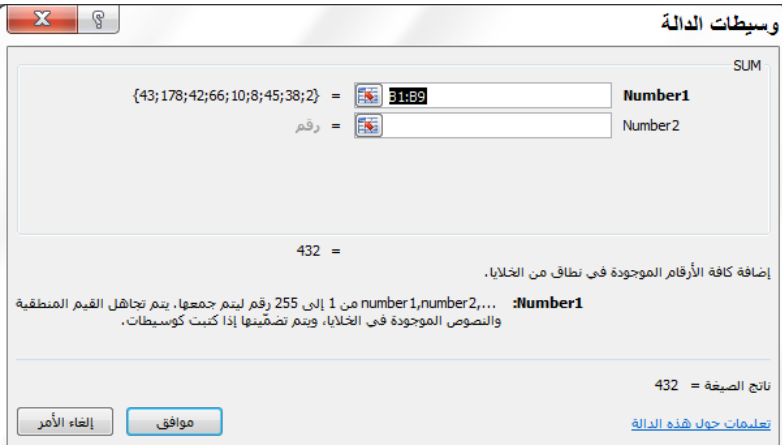 وسيطات الدالة
SUM
Number1 B1:B9 = {43;178;42;66;10;8;45;38;2}
Number2 = رقم
= 432
إضافة كافة الأرقام الموجودة في نطاق من الخلايا.
Number1: number1,number2,... من 1 إلى 255 رقم ليتم جمعها. يتم تجاهل القيم المنطقية
والنصوص الموجودة في الخلايا، ويتم تضمّينها إذا كتبت كوسيطات.
ناتج الصيغة = 432
تعليمات حول هذه الدالة
موافق
إلغاء الأمر